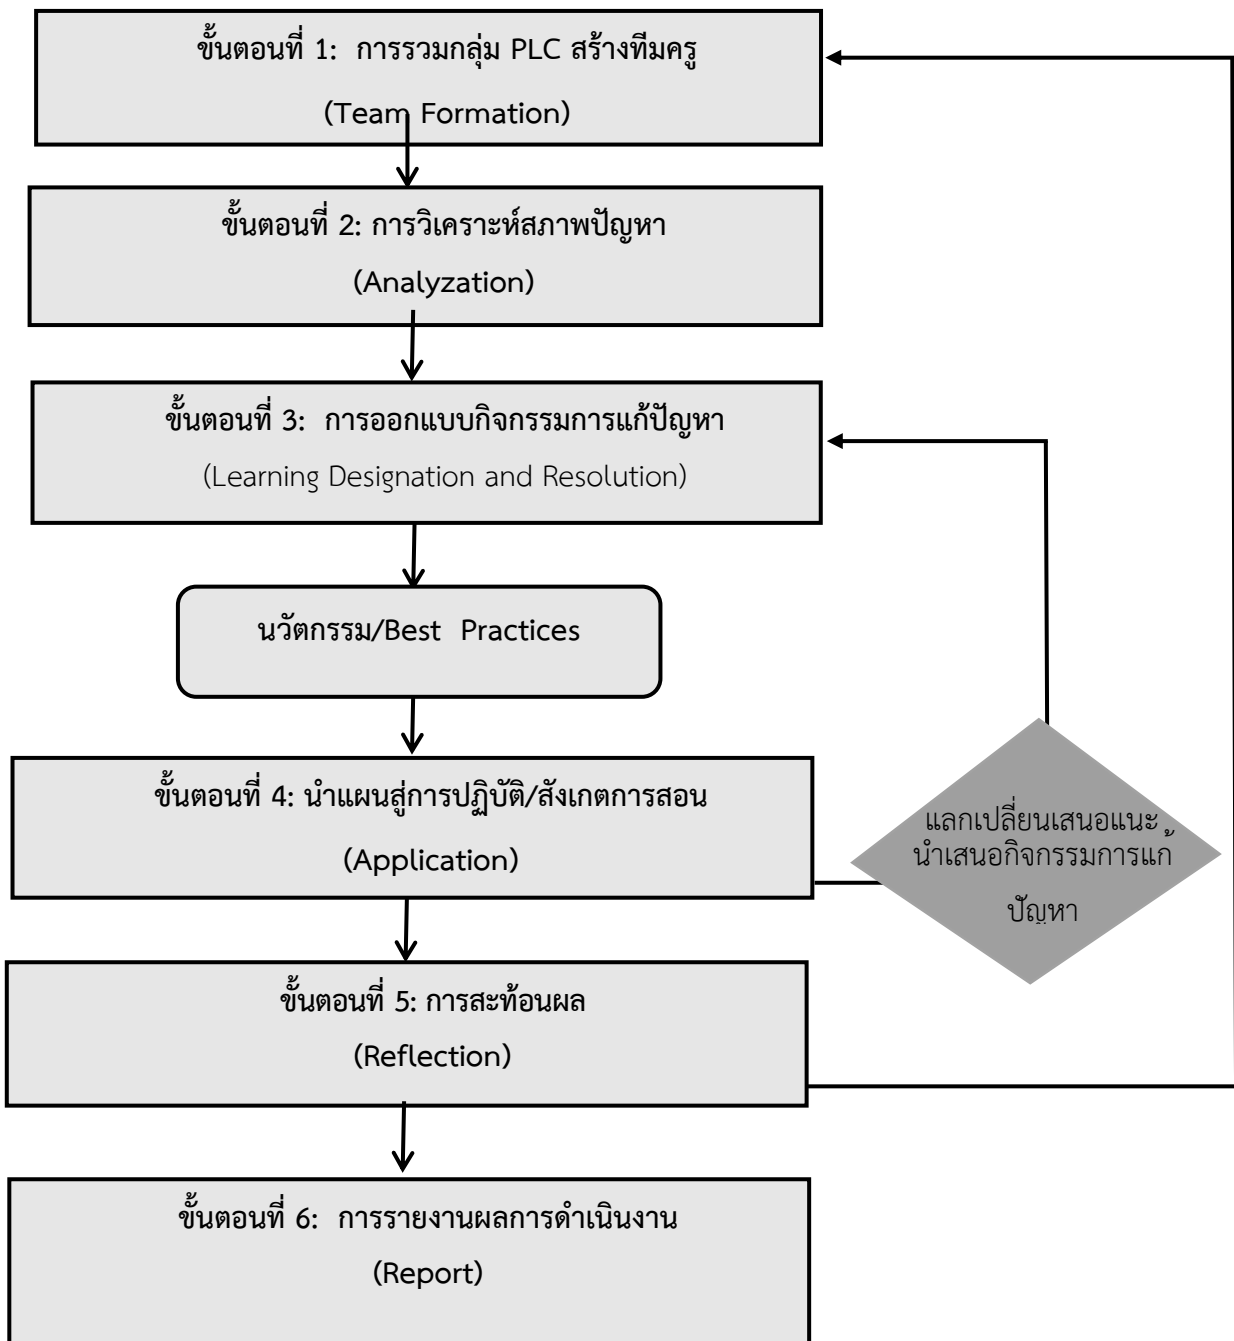 ขั้นตอนที่ 1: การรวมกลุ่ม PLC สร้างทีมครู
(Team Formation)
ขั้นตอนที่ 2: การวิเคราะห์สภาพปัญหา
(Analyzation)
ขั้นตอนที่ 3: การออกแบบกิจกรรมการแก้ปัญหา
(Learning Designation and Resolution)
นวัตกรรม/Best Practices
ขั้นตอนที่ 4: นำแผนสู่การปฏิบัติ/สังเกตการสอน
(Application)
แลกเปลี่ยนเสนอแนะ
นำเสนอกิจกรรมการแก้
ปัญหา
ขั้นตอนที่ 5: การสะท้อนผล
(Reflection)
ขั้นตอนที่ 6: การรายงานผลการดำเนินงาน
(Report)